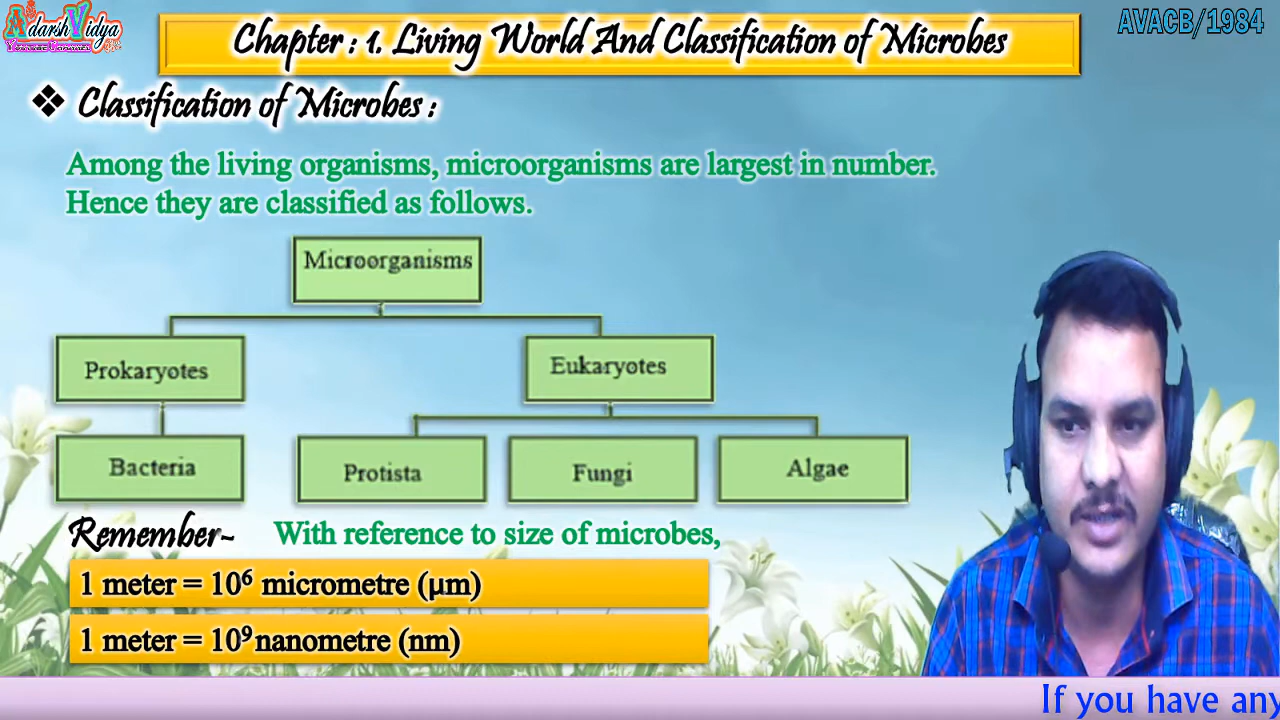 Adarsh Vidya
AVACB/1984
Chapter : 1. Living World And Classification of Microbes
❖ Classification of Microbes :
Among the living organisms, microorganisms are largest in number.
Hence they are classified as follows.
Microorganisms
Prokaryotes
Eukaryotes
Bacteria
Protista
Fungi
Algae
Remember-
With reference to size of microbes,
1 meter = 10⁶ micrometre (μm)
1 meter = 10⁹ nanometre (nm)
If you have any